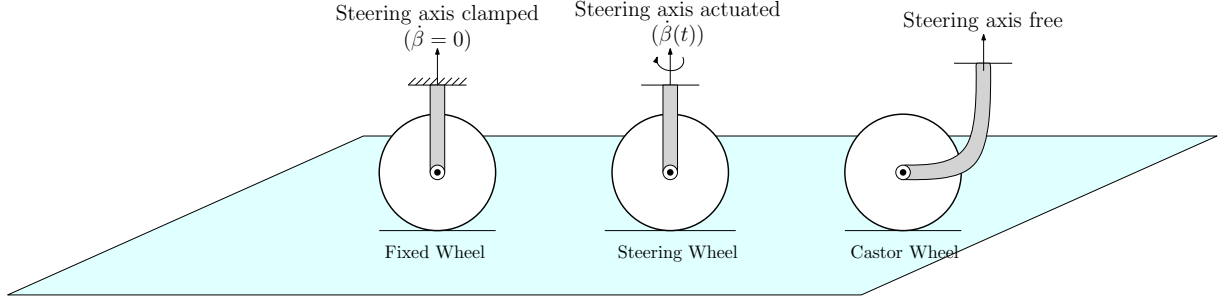 Steering axis clamped
(β̇ = 0)
Steering axis actuated
(β̇(t))
Steering axis free
Fixed Wheel
Steering Wheel
Castor Wheel